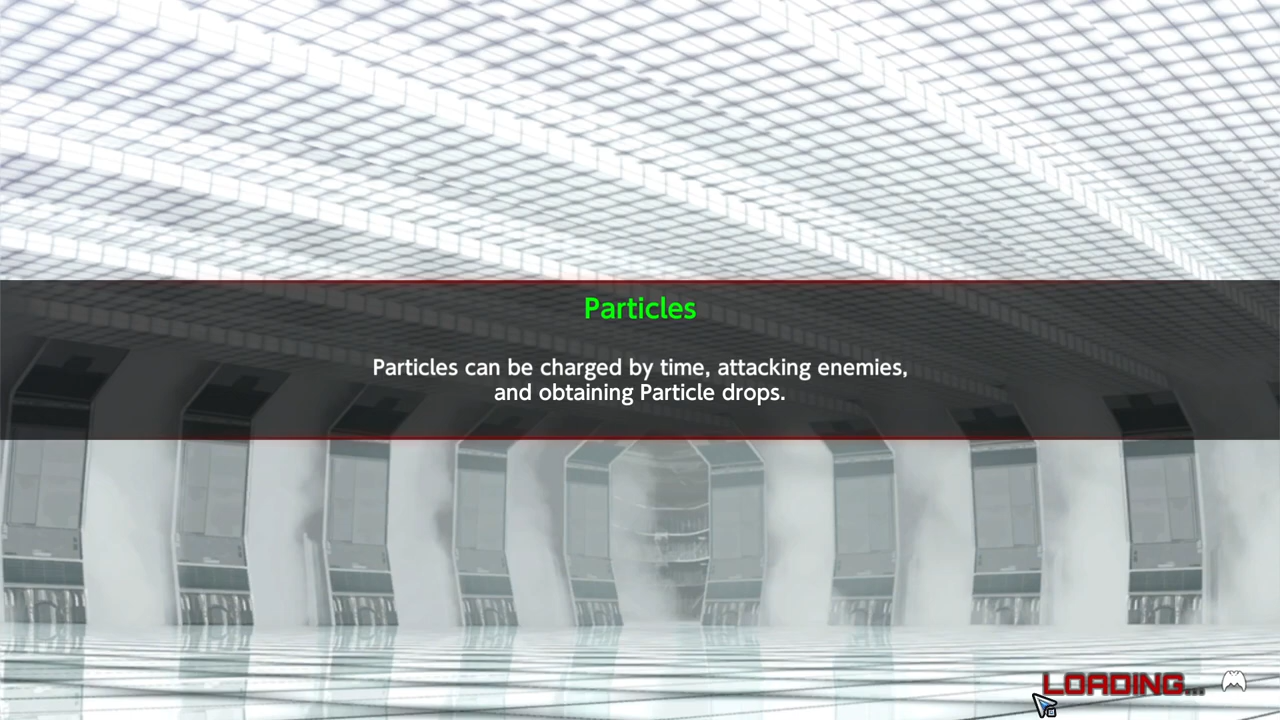 Particles
Particles can be charged by time, attacking enemies,
and obtaining Particle drops.
LOADING...